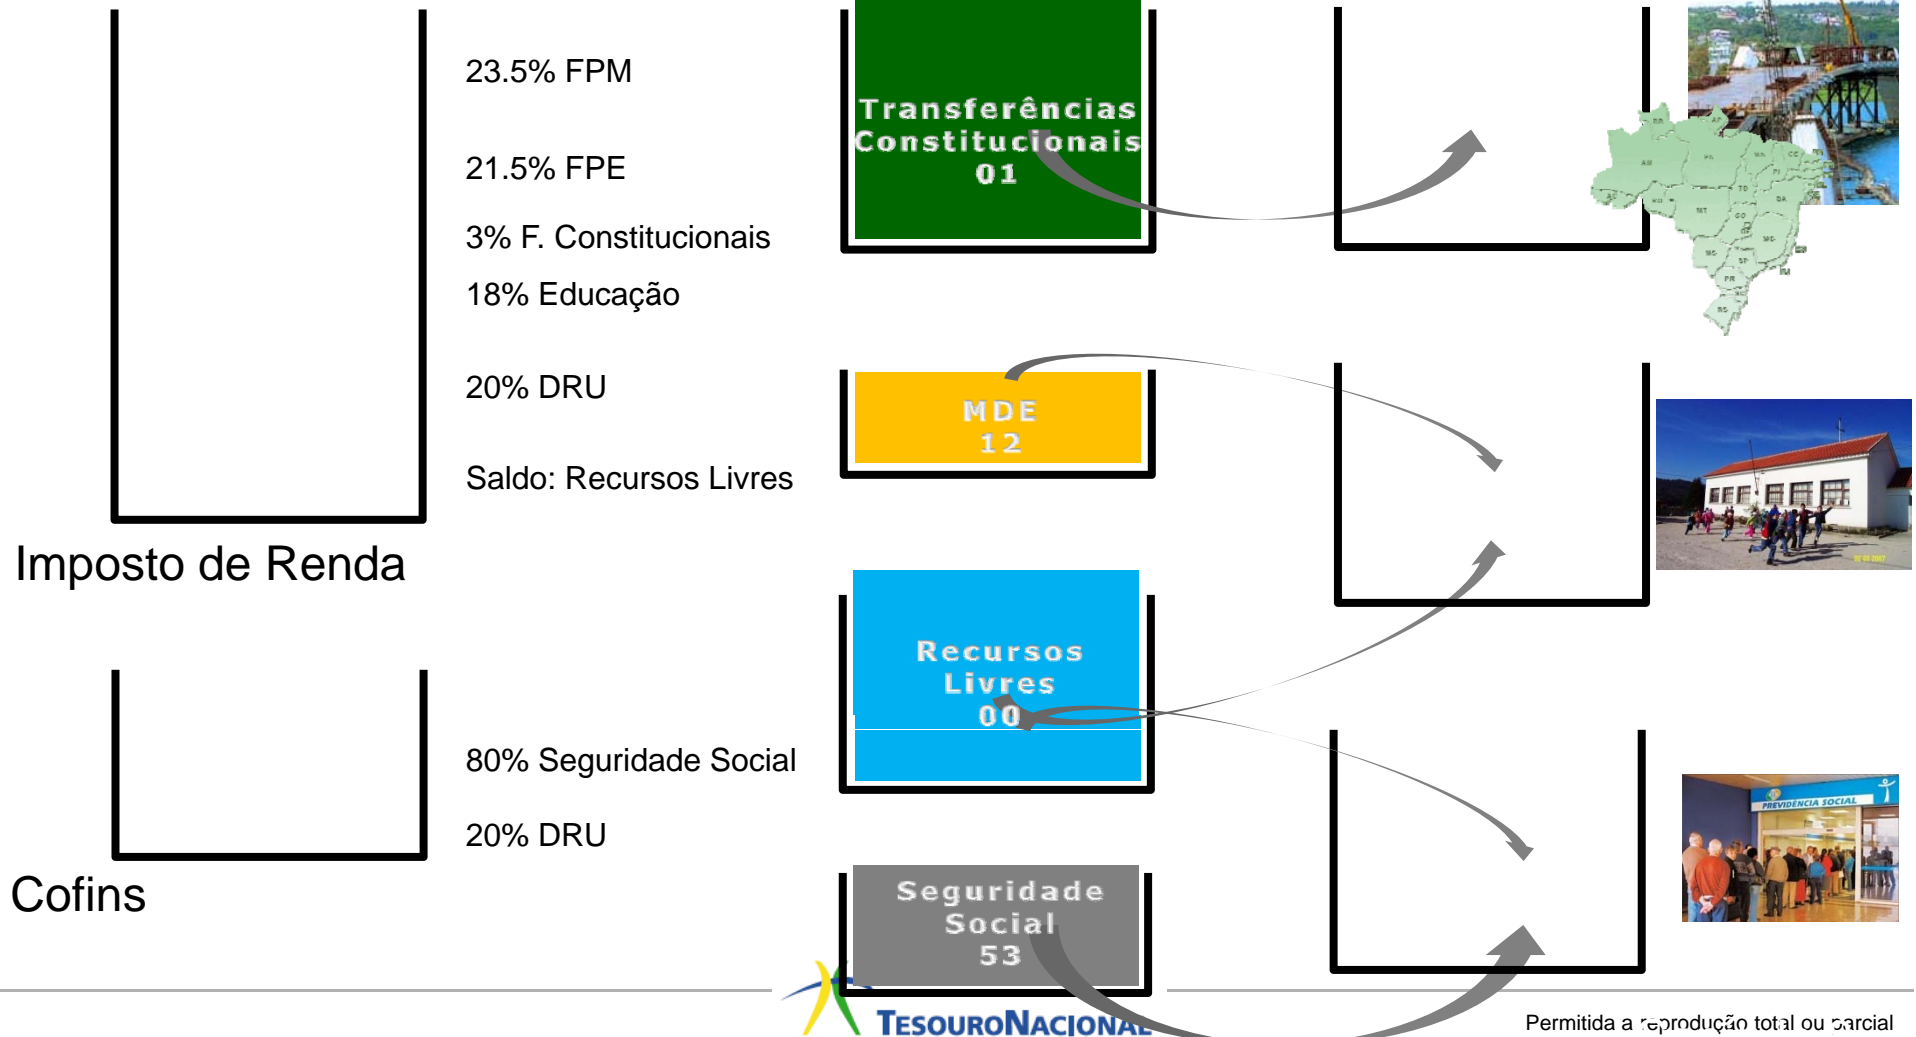 23.5% FPM
21.5% FPE
3% F. Constitucionais
18% Educação
20% DRU
Saldo: Recursos Livres
Imposto de Renda
80% Seguridade Social
20% DRU
Cofins
Transferências
Constitucionais
01
MDE
12
Recursos
Livres
00
Seguridade
Social
53
PREVIDÊNCIA SOCIAL
TESOURONACIONAL
Permitida a reprodução total ou parcial